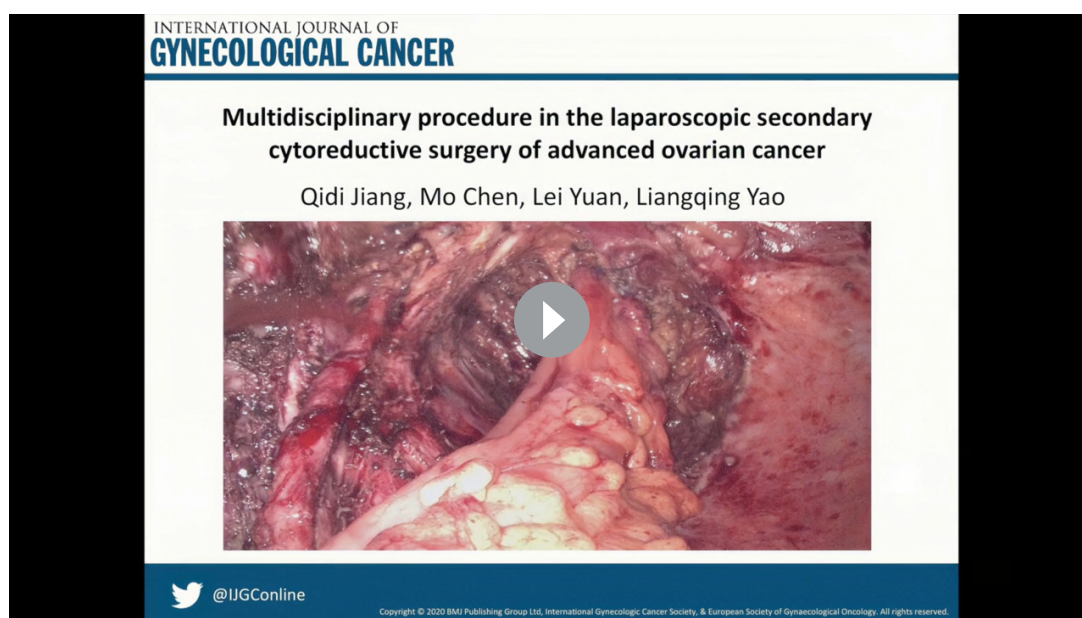 INTERNATIONAL JOURNAL OF
GYNECOLOGICAL CANCER
Multidisciplinary procedure in the laparoscopic secondary
cytoreductive surgery of advanced ovarian cancer
Qidi Jiang, Mo Chen, Lei Yuan, Liangqing Yao
@IJGConline
Copyright © 2020 BMJ Publishing Group Ltd, International Gynecologic Cancer Society, & European Society of Gynaecological Oncology. All rights reserved.